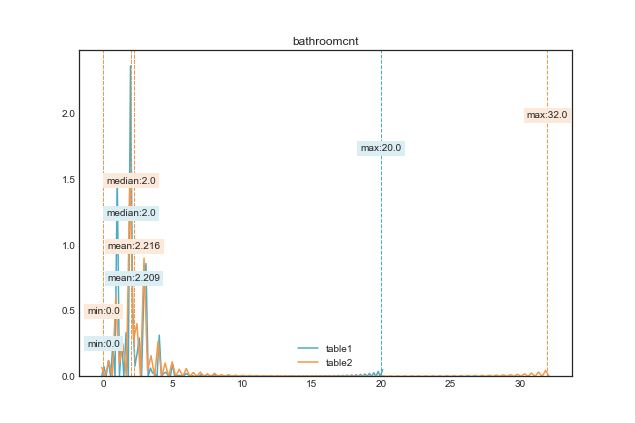 bathroomcnt
2.0
1.5
1.0
0.5
0.0
max:32.0
max:20.0
median:2.0
median:2.0
mean:2.216
mean:2.209
min:0.0
min:0.0
table1
table2
0 5 10 15 20 25 30